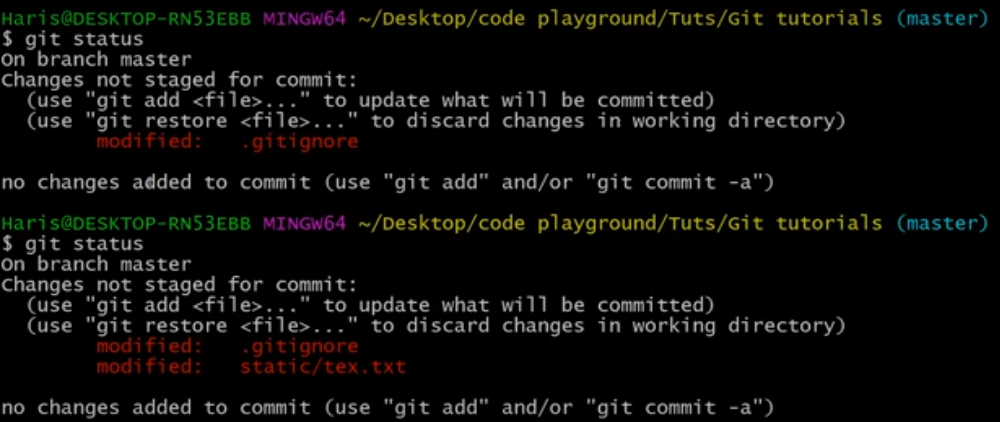 Haris@DESKTOP-RN53EBB MINGW64 ~/Desktop/code playground/Tuts/Git tutorials (master)
$ git status
On branch master
Changes not staged for commit:
  (use "git add <file>..." to update what will be committed)
  (use "git restore <file>..." to discard changes in working directory)
        modified:   .gitignore

no changes added to commit (use "git add" and/or "git commit -a")

Haris@DESKTOP-RN53EBB MINGW64 ~/Desktop/code playground/Tuts/Git tutorials (master)
$ git status
On branch master
Changes not staged for commit:
  (use "git add <file>..." to update what will be committed)
  (use "git restore <file>..." to discard changes in working directory)
        modified:   .gitignore
        modified:   static/tex.txt

no changes added to commit (use "git add" and/or "git commit -a")